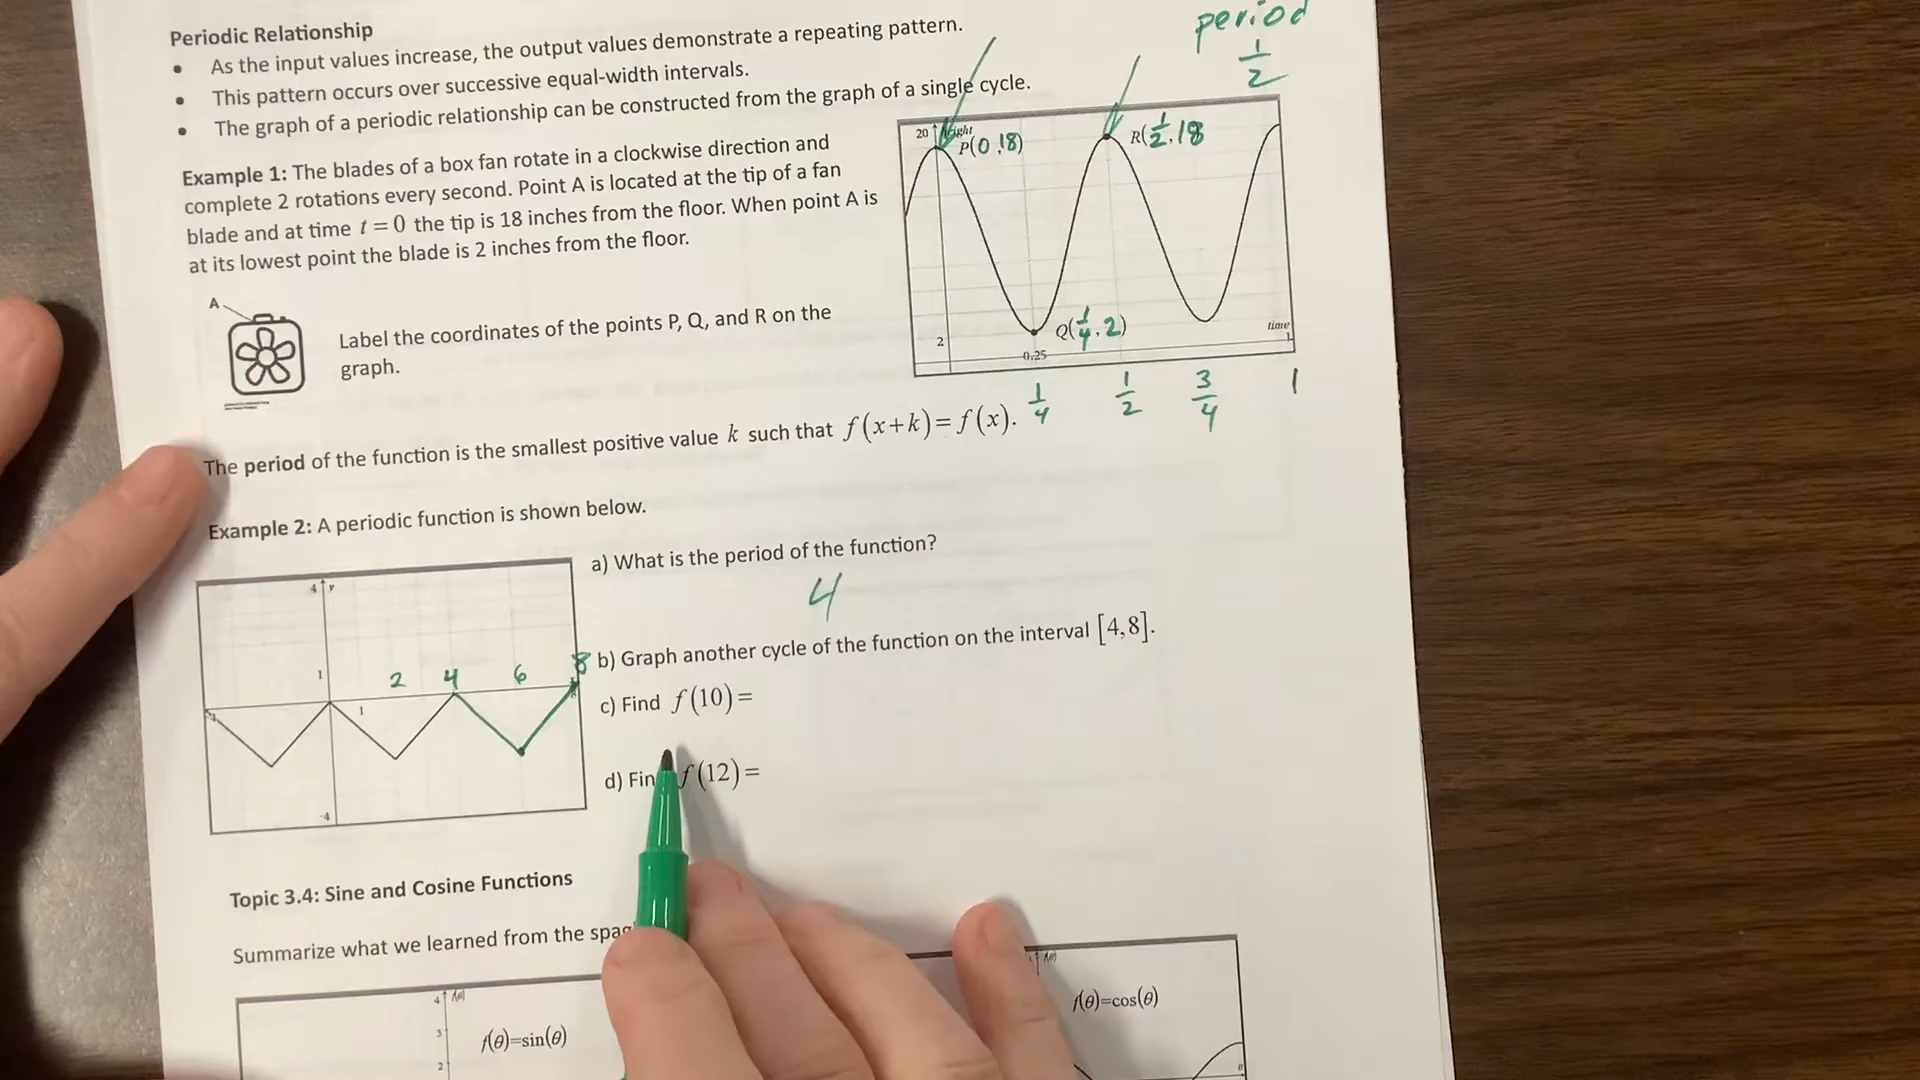 period
1/2
Periodic Relationship
• As the input values increase, the output values demonstrate a repeating pattern.
• This pattern occurs over successive equal-width intervals.
• The graph of a periodic relationship can be constructed from the graph of a single cycle.
Example 1: The blades of a box fan rotate in a clockwise direction and
complete 2 rotations every second. Point A is located at the tip of a fan
blade and at time t = 0 the tip is 18 inches from the floor. When point A is
at its lowest point the blade is 2 inches from the floor.
20
P(0,18)
R(1/2,18
Q(1/4,2)
2
0.25
time
1
1/4 1/2 3/4 1
A
Label the coordinates of the points P, Q, and R on the
graph.
The period of the function is the smallest positive value k such that f(x+k)=f(x).
Example 2: A periodic function is shown below.
4 y
1
2 4 6 8
1
-4
a) What is the period of the function?
4
b) Graph another cycle of the function on the interval [4,8].
c) Find f(10)=
d) Fin f(12)=
Topic 3.4: Sine and Cosine Functions
Summarize what we learned from the spag
4 f(θ)
3
2
f(θ)=sin(θ)
f(θ)
f(θ)=cos(θ)
θ